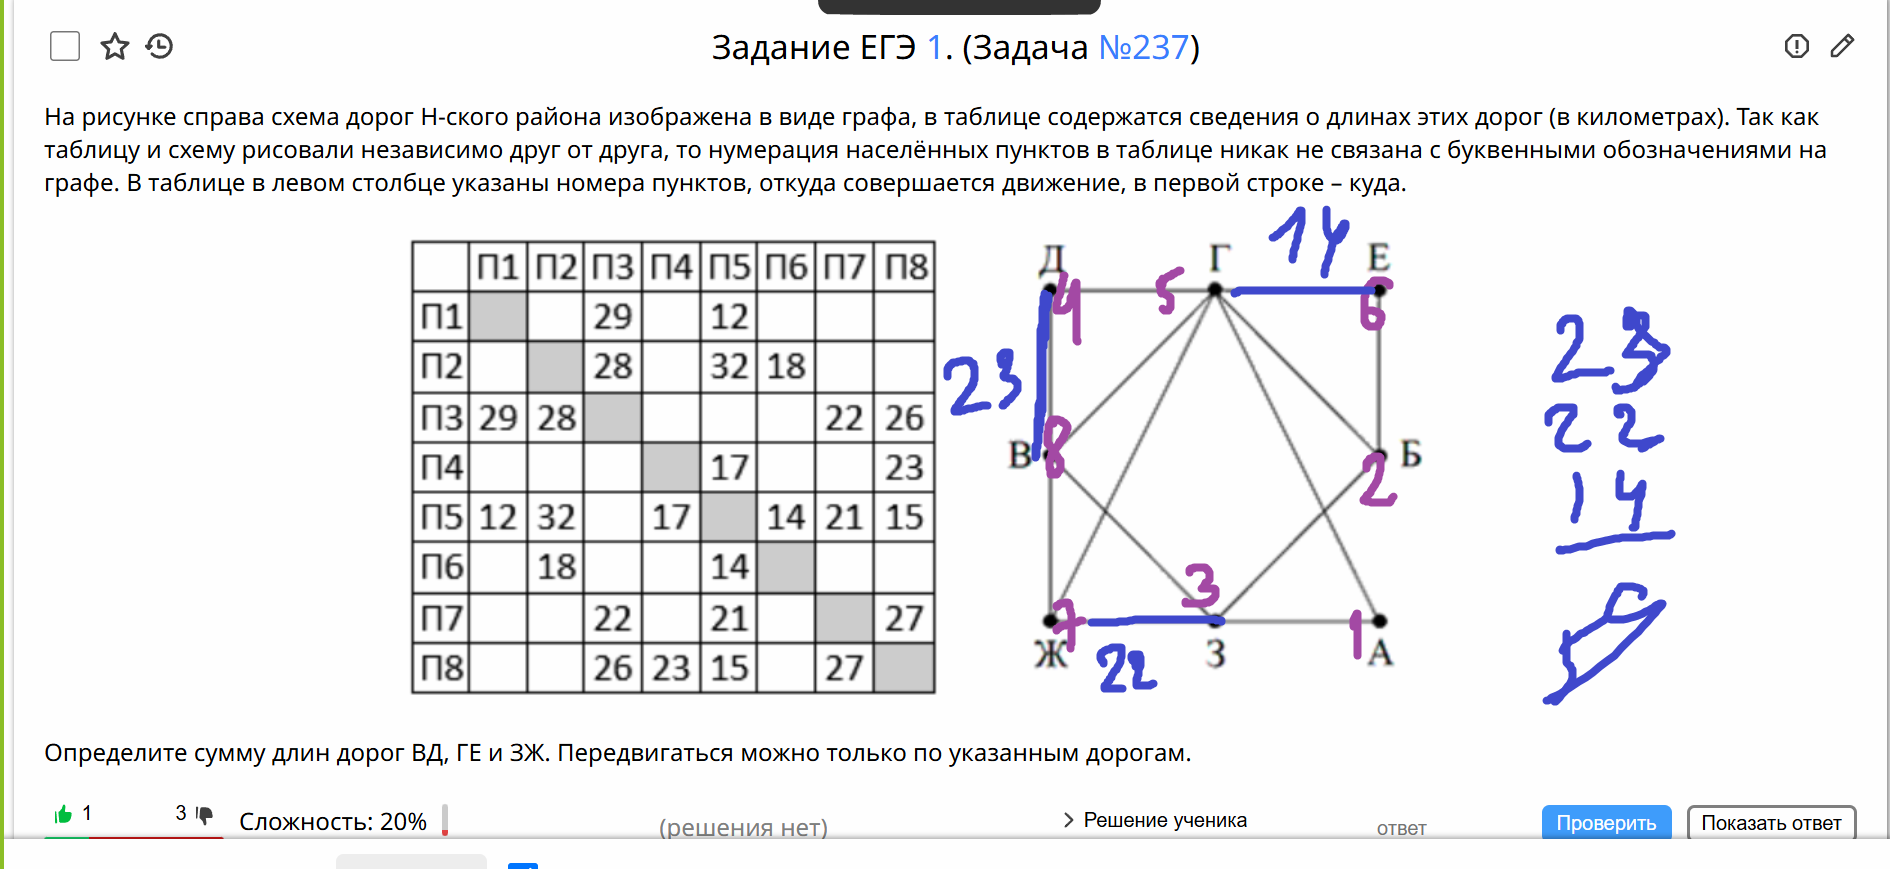 Задание ЕГЭ 1. (Задача №237)
На рисунке справа схема дорог Н-ского района изображена в виде графа, в таблице содержатся сведения о длинах этих дорог (в километрах). Так как
таблицу и схему рисовали независимо друг от друга, то нумерация населённых пунктов в таблице никак не связана с буквенными обозначениями на
графе. В таблице в левом столбце указаны номера пунктов, откуда совершается движение, в первой строке – куда.
П1 П2 П3 П4 П5 П6 П7 П8
П1 29 12
П2 28 32 18
П3 29 28 22 26
П4 17 23
П5 12 32 17 14 21 15
П6 18 14
П7 22 21 27
П8 26 23 15 27
14
Д Г Е
4 5 6
23
В 8 Б
2
3
7 1
Ж З А
22
23
22
14
Определите сумму длин дорог ВД, ГЕ и ЗЖ. Передвигаться можно только по указанным дорогам.
1 3 Сложность: 20% (решения нет) Решение ученика ответ Проверить Показать ответ